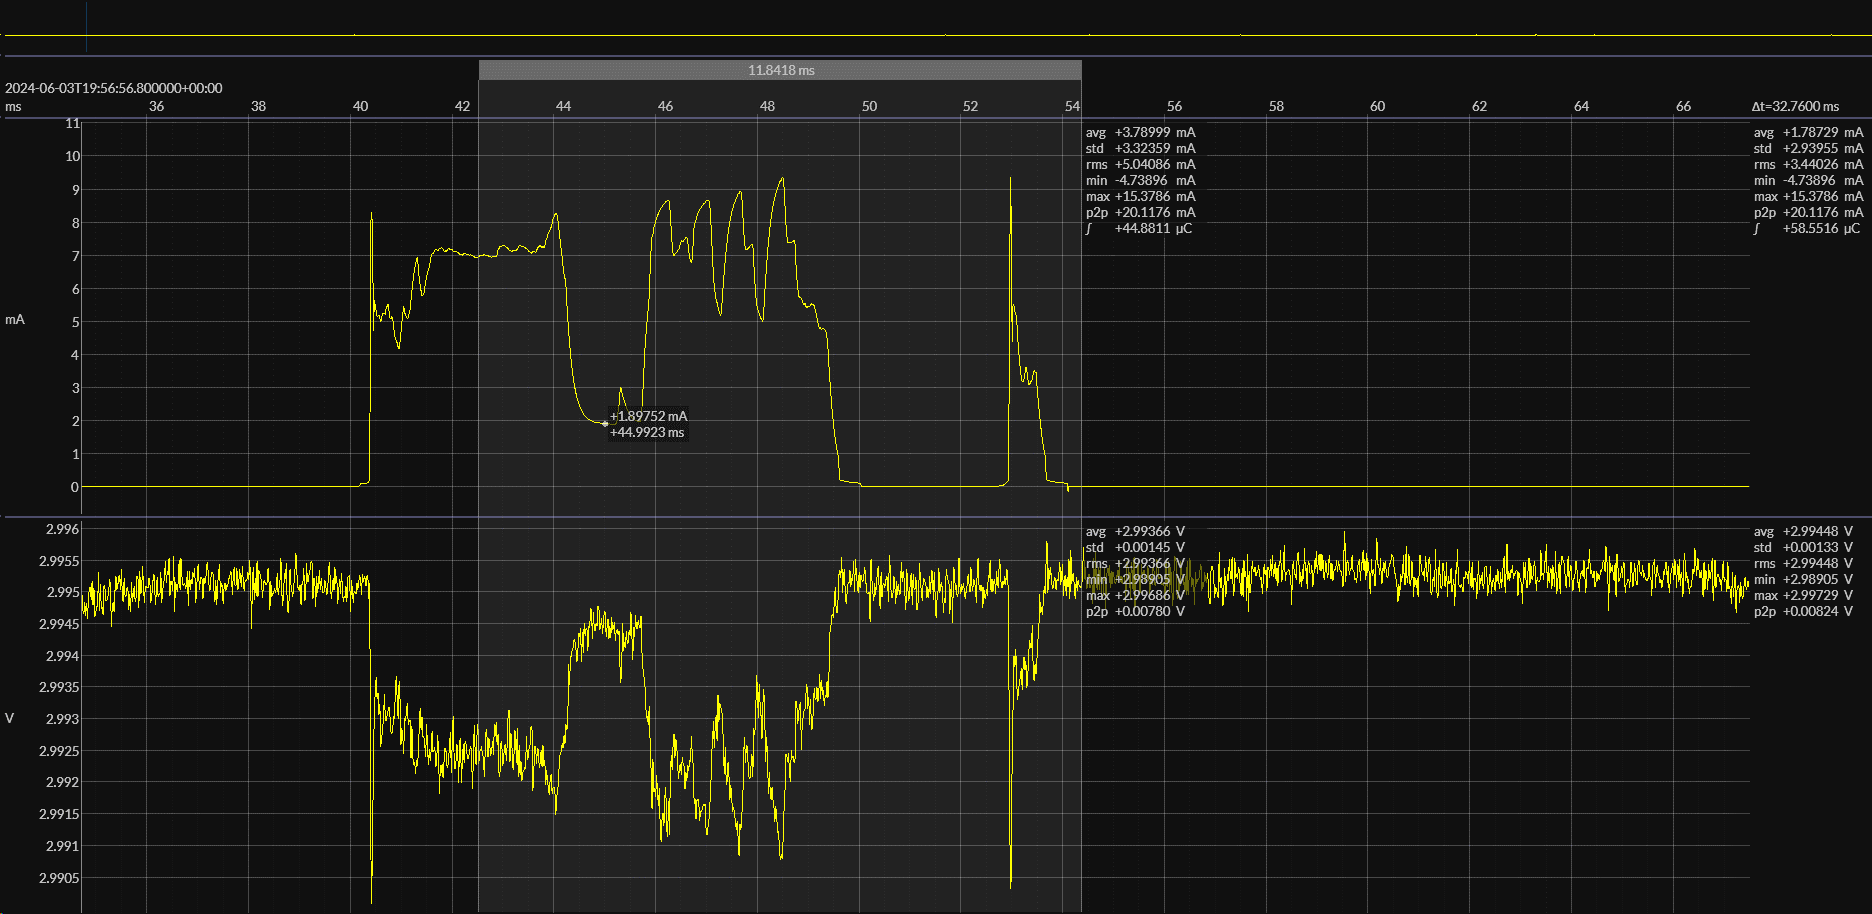 11.8418 ms
2024-06-03T19:56:56.800000+00:00
ms 36 38 40 42 44 46 48 50 52 54 56 58 60 62 64 66 Δt=32.7600 ms
11
10
9
8
7
6
5
mA
4
3
2
1
0
avg +3.78999 mA
std +3.32359 mA
rms +5.04086 mA
min -4.73896 mA
max +15.3786 mA
p2p +20.1176 mA
∫ +44.8811 µC
avg +1.78729 mA
std +2.93955 mA
rms +3.44026 mA
min -4.73896 mA
max +15.3786 mA
p2p +20.1176 mA
∫ +58.5516 µC
+1.89752 mA
+44.9923 ms
2.996
2.9955
2.995
2.9945
2.994
2.9935
2.993
V
2.9925
2.992
2.9915
2.991
2.9905
avg +2.99366 V
std +0.00145 V
rms +2.99366 V
min +2.98905 V
max +2.99686 V
p2p +0.00780 V
avg +2.99448 V
std +0.00133 V
rms +2.99448 V
min +2.98905 V
max +2.99729 V
p2p +0.00824 V